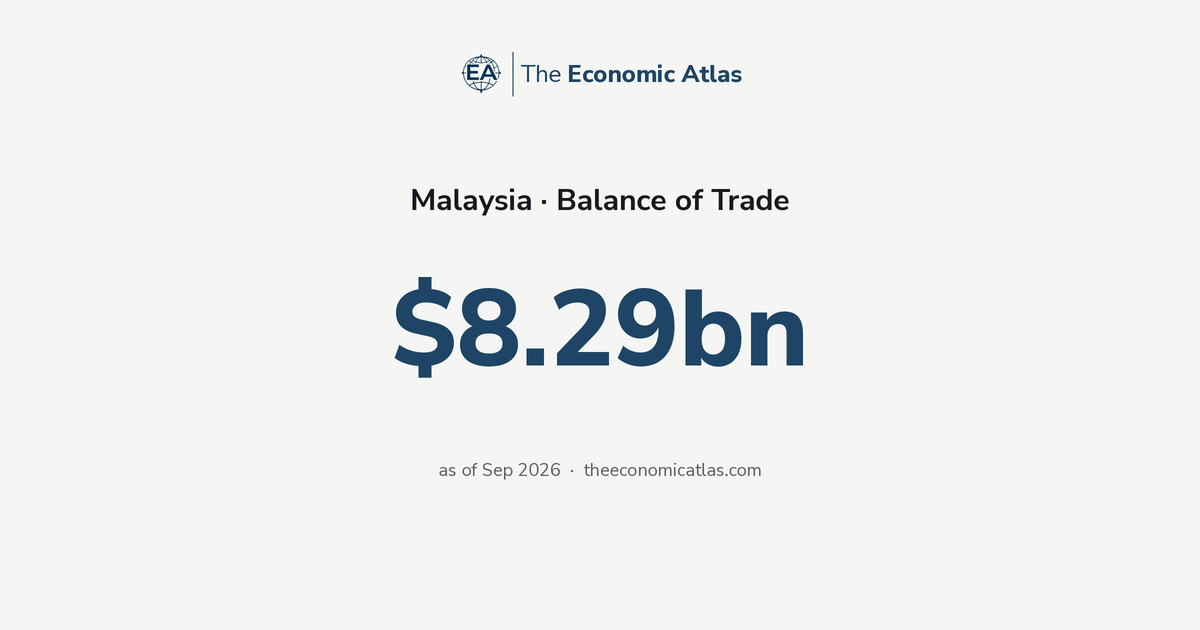 EA The Economic Atlas
Malaysia · Balance of Trade
$8.29bn
as of Sep 2026 · theeconomicatlas.com